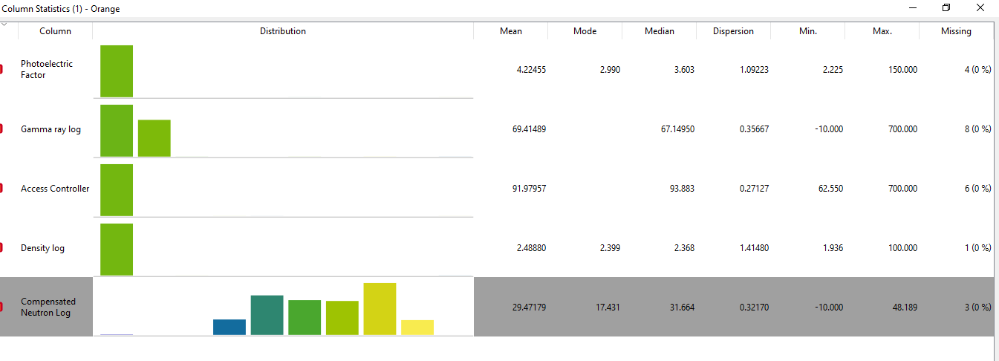 Column Statistics (1) - Orange
Column Distribution Mean Mode Median Dispersion Min. Max. Missing
Photoelectric
Factor 4.22455 2.990 3.603 1.09223 2.225 150.000 4 (0 %)
Gamma ray log 69.41489 67.14950 0.35667 -10.000 700.000 8 (0 %)
Access Controller 91.97957 93.883 0.27127 62.550 700.000 6 (0 %)
Density log 2.48880 2.399 2.368 1.41480 1.936 100.000 1 (0 %)
Compensated
Neutron Log 29.47179 17.431 31.664 0.32170 -10.000 48.189 3 (0 %)